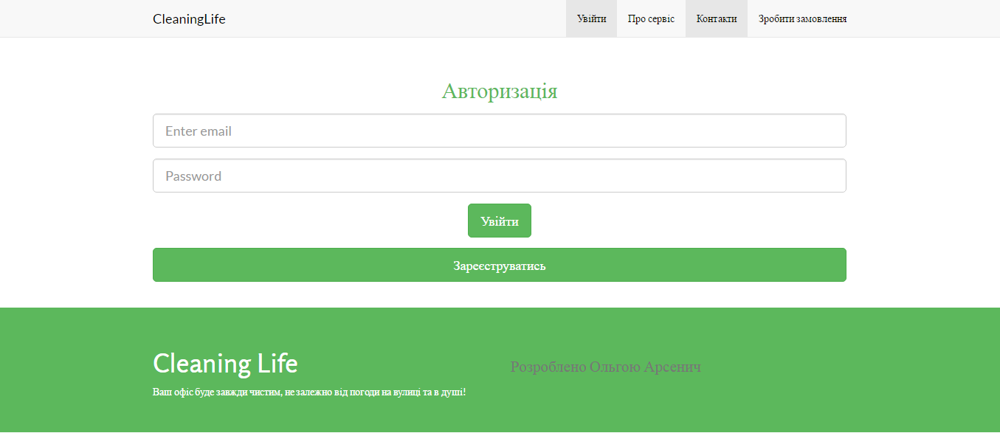 CleaningLife
Увійти
Про сервіс
Контакти
Зробити замовлення
Авторизація
Enter email
Password
Увійти
Зареєструватись
Cleaning Life
Розроблено Ольгою Арсенич
Ваш офіс буде завжди чистим, не залежно від погоди на вулиці та в душі!